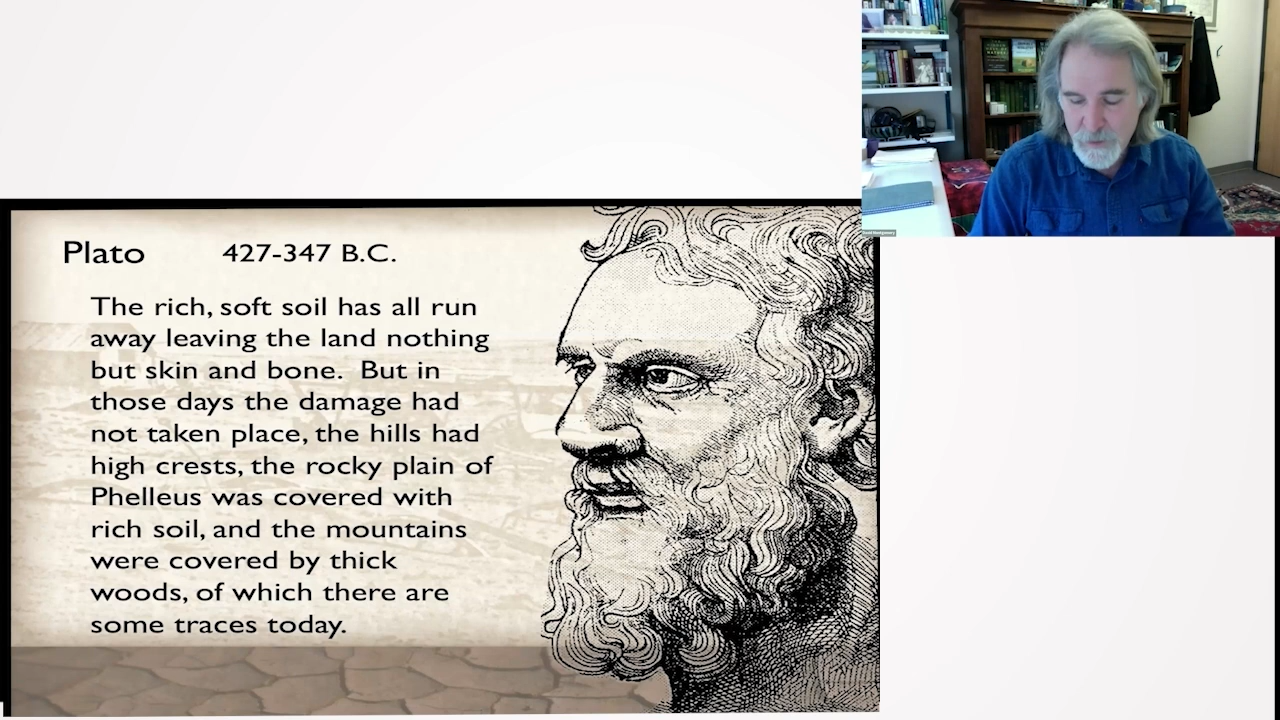 David Montgomery
Plato 427-347 B.C.
The rich, soft soil has all run
away leaving the land nothing
but skin and bone. But in
those days the damage had
not taken place, the hills had
high crests, the rocky plain of
Phelleus was covered with
rich soil, and the mountains
were covered by thick
woods, of which there are
some traces today.